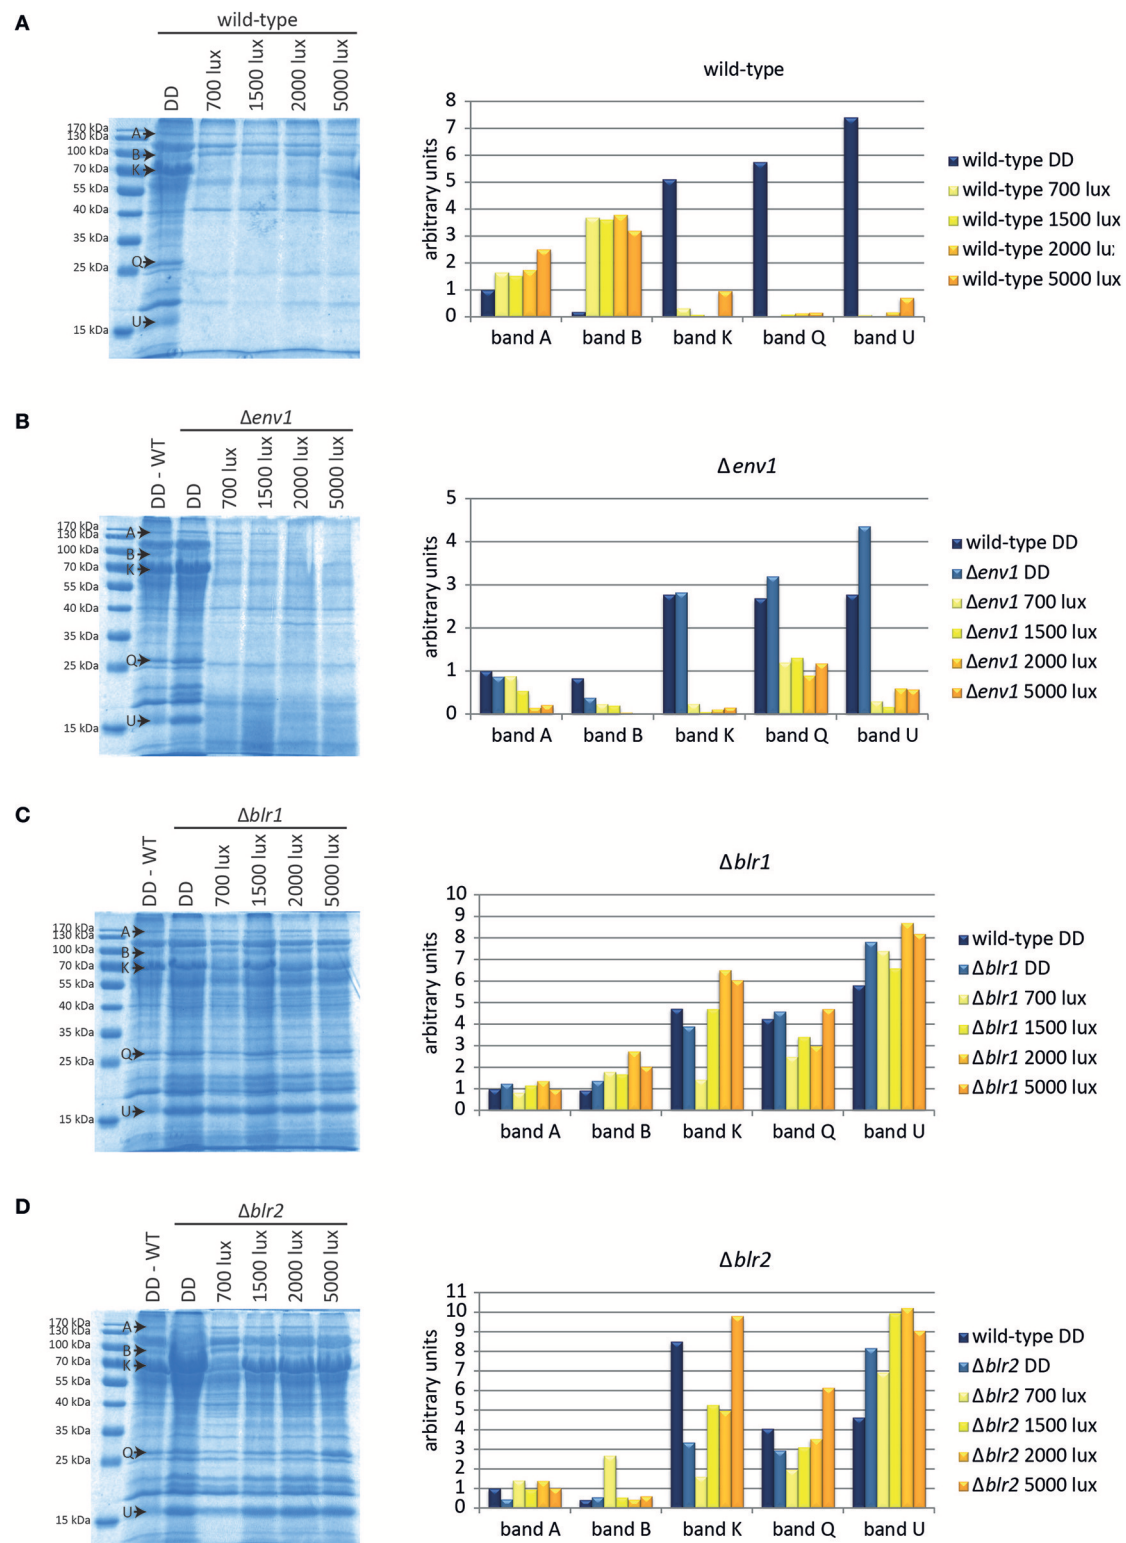 A
wild-type
DD
700 lux
1500 lux
2000 lux
5000 lux
170 kDa
130 kDa
100 kDa
70 kDa
55 kDa
40 kDa
35 kDa
25 kDa
15 kDa
A
B
K
Q
U
wild-type
arbitrary units
8
7
6
5
4
3
2
1
0
band A
band B
band K
band Q
band U
wild-type DD
wild-type 700 lux
wild-type 1500 lux
wild-type 2000 lux
wild-type 5000 lux
B
Δenv1
DD - WT
DD
700 lux
1500 lux
2000 lux
5000 lux
170 kDa
130 kDa
100 kDa
70 kDa
55 kDa
40 kDa
35 kDa
25 kDa
15 kDa
A
B
K
Q
U
Δenv1
arbitrary units
5
4
3
2
1
0
band A
band B
band K
band Q
band U
wild-type DD
Δenv1 DD
Δenv1 700 lux
Δenv1 1500 lux
Δenv1 2000 lux
Δenv1 5000 lux
C
Δblr1
DD - WT
DD
700 lux
1500 lux
2000 lux
5000 lux
170 kDa
130 kDa
100 kDa
70 kDa
55 kDa
40 kDa
35 kDa
25 kDa
15 kDa
A
B
K
Q
U
Δblr1
arbitrary units
10
9
8
7
6
5
4
3
2
1
0
band A
band B
band K
band Q
band U
wild-type DD
Δblr1 DD
Δblr1 700 lux
Δblr1 1500 lux
Δblr1 2000 lux
Δblr1 5000 lux
D
Δblr2
DD - WT
DD
700 lux
1500 lux
2000 lux
5000 lux
170 kDa
130 kDa
100 kDa
70 kDa
55 kDa
40 kDa
35 kDa
25 kDa
15 kDa
A
B
K
Q
U
Δblr2
arbitrary units
11
10
9
8
7
6
5
4
3
2
1
0
band A
band B
band K
band Q
band U
wild-type DD
Δblr2 DD
Δblr2 700 lux
Δblr2 1500 lux
Δblr2 2000 lux
Δblr2 5000 lux